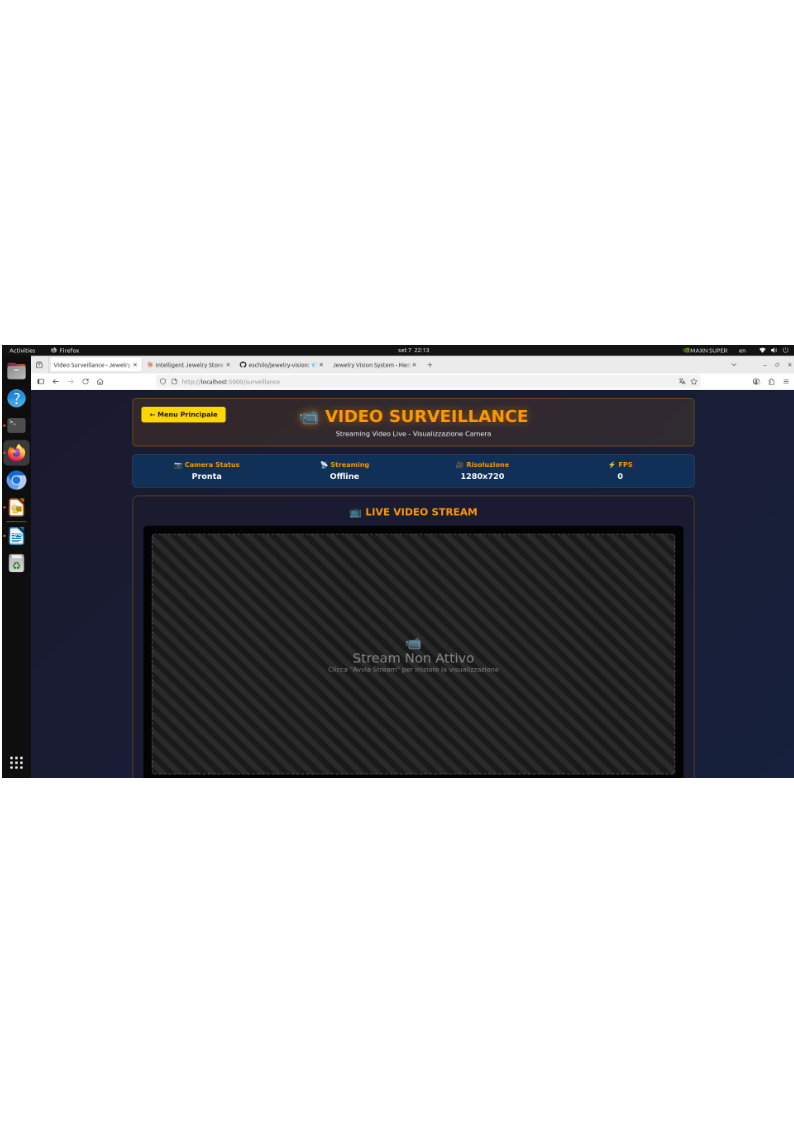 Activities Firefox set 7 22:13 MAXN SUPER en
Video Surveillance - Jewelry × Intelligent Jewelry Store × eschilo/jewelry-vision: × Jewelry Vision System - Me × +
http://localhost:5000/surveillance
← Menu Principale
VIDEO SURVEILLANCE
Streaming Video Live - Visualizzazione Camera
Camera Status Streaming Risoluzione FPS
Pronta Offline 1280x720 0
LIVE VIDEO STREAM
Stream Non Attivo
Clicca "Avvia Stream" per iniziare la visualizzazione